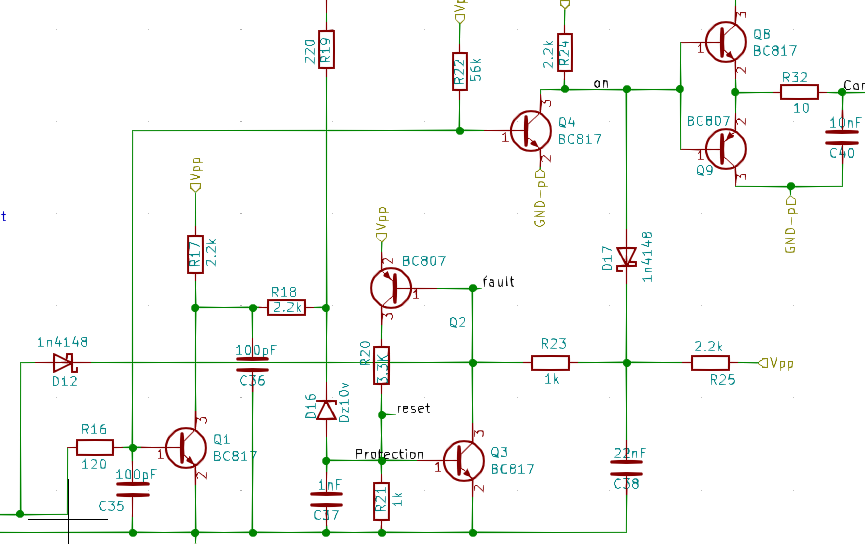 Vpp
3
Q8
BC817
1
2
220
R19
R22
56k
2.2k
R24
on
R32
10
Con
3
Q4
BC817
1
2
BC807
2
1
3
Q9
10nF
C40
GND-p
GND-p
Vpp
t
R17
2.2k
Vpp
2
BC807
1
3
fault
Q2
D17
1n4148
R18
2.2k
1n4148
D12
100pF
C36
R20
3.3K
R23
1k
2.2k
R25
Vpp
D16
Dz10v
reset
R16
120
3
Q1
BC817
1
2
Protection
3
Q3
BC817
1
2
100pF
C35
1nF
C37
R21
1k
22nF
C38